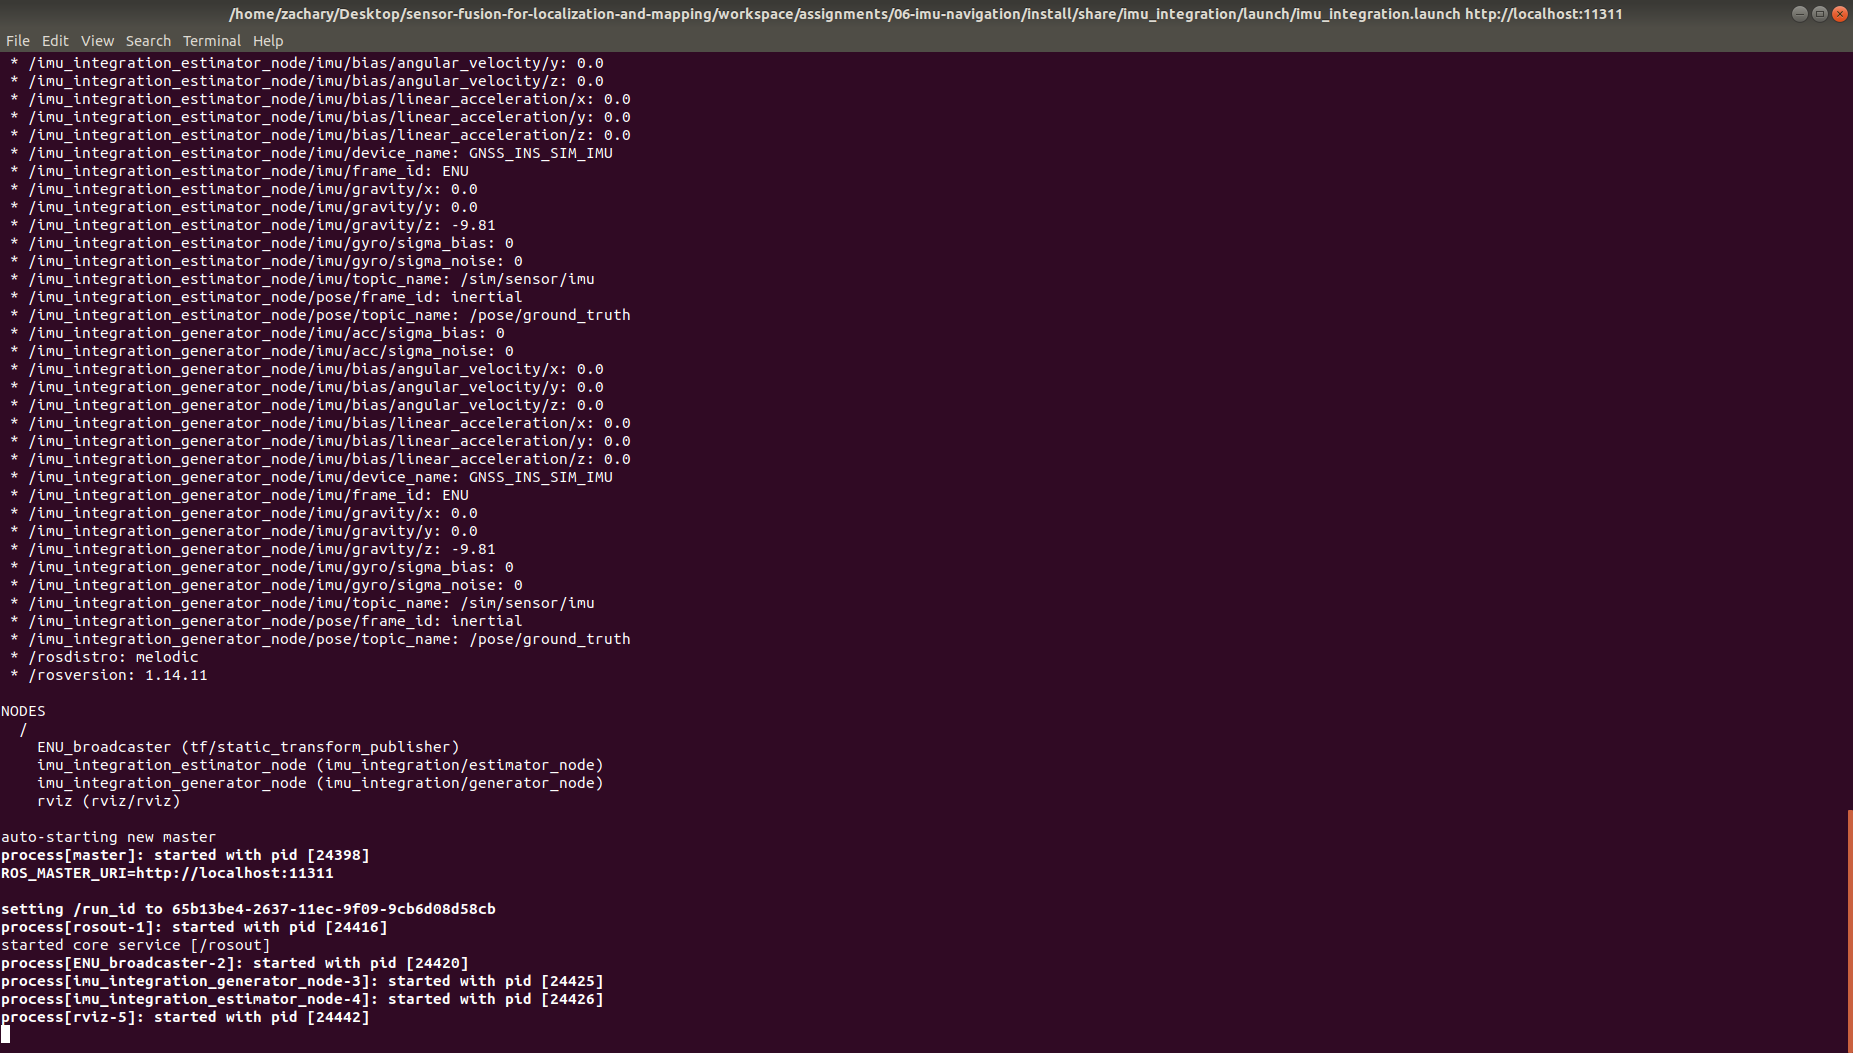 /home/zachary/Desktop/sensor-fusion-for-localization-and-mapping/workspace/assignments/06-imu-navigation/install/share/imu_integration/launch/imu_integration.launch http://localhost:11311
File Edit View Search Terminal Help
* /imu_integration_estimator_node/imu/bias/angular_velocity/y: 0.0
* /imu_integration_estimator_node/imu/bias/angular_velocity/z: 0.0
* /imu_integration_estimator_node/imu/bias/linear_acceleration/x: 0.0
* /imu_integration_estimator_node/imu/bias/linear_acceleration/y: 0.0
* /imu_integration_estimator_node/imu/bias/linear_acceleration/z: 0.0
* /imu_integration_estimator_node/imu/device_name: GNSS_INS_SIM_IMU
* /imu_integration_estimator_node/imu/frame_id: ENU
* /imu_integration_estimator_node/imu/gravity/x: 0.0
* /imu_integration_estimator_node/imu/gravity/y: 0.0
* /imu_integration_estimator_node/imu/gravity/z: -9.81
* /imu_integration_estimator_node/imu/gyro/sigma_bias: 0
* /imu_integration_estimator_node/imu/gyro/sigma_noise: 0
* /imu_integration_estimator_node/imu/topic_name: /sim/sensor/imu
* /imu_integration_estimator_node/pose/frame_id: inertial
* /imu_integration_estimator_node/pose/topic_name: /pose/ground_truth
* /imu_integration_generator_node/imu/acc/sigma_bias: 0
* /imu_integration_generator_node/imu/acc/sigma_noise: 0
* /imu_integration_generator_node/imu/bias/angular_velocity/x: 0.0
* /imu_integration_generator_node/imu/bias/angular_velocity/y: 0.0
* /imu_integration_generator_node/imu/bias/angular_velocity/z: 0.0
* /imu_integration_generator_node/imu/bias/linear_acceleration/x: 0.0
* /imu_integration_generator_node/imu/bias/linear_acceleration/y: 0.0
* /imu_integration_generator_node/imu/bias/linear_acceleration/z: 0.0
* /imu_integration_generator_node/imu/device_name: GNSS_INS_SIM_IMU
* /imu_integration_generator_node/imu/frame_id: ENU
* /imu_integration_generator_node/imu/gravity/x: 0.0
* /imu_integration_generator_node/imu/gravity/y: 0.0
* /imu_integration_generator_node/imu/gravity/z: -9.81
* /imu_integration_generator_node/imu/gyro/sigma_bias: 0
* /imu_integration_generator_node/imu/gyro/sigma_noise: 0
* /imu_integration_generator_node/imu/topic_name: /sim/sensor/imu
* /imu_integration_generator_node/pose/frame_id: inertial
* /imu_integration_generator_node/pose/topic_name: /pose/ground_truth
* /rosdistro: melodic
* /rosversion: 1.14.11
NODES
/
ENU_broadcaster (tf/static_transform_publisher)
imu_integration_estimator_node (imu_integration/estimator_node)
imu_integration_generator_node (imu_integration/generator_node)
rviz (rviz/rviz)
auto-starting new master
process[master]: started with pid [24398]
ROS_MASTER_URI=http://localhost:11311
setting /run_id to 65b13be4-2637-11ec-9f09-9cb6d08d58cb
process[rosout-1]: started with pid [24416]
started core service [/rosout]
process[ENU_broadcaster-2]: started with pid [24420]
process[imu_integration_generator_node-3]: started with pid [24425]
process[imu_integration_estimator_node-4]: started with pid [24426]
process[rviz-5]: started with pid [24442]